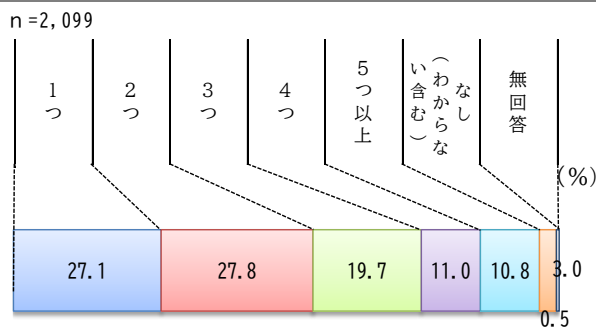 n=2,099
1つ
2つ
3つ
4つ
5つ以上
なし
(わからな
い含む)
無回答
(%)
27.1
27.8
19.7
11.0
10.8
3.0
0.5